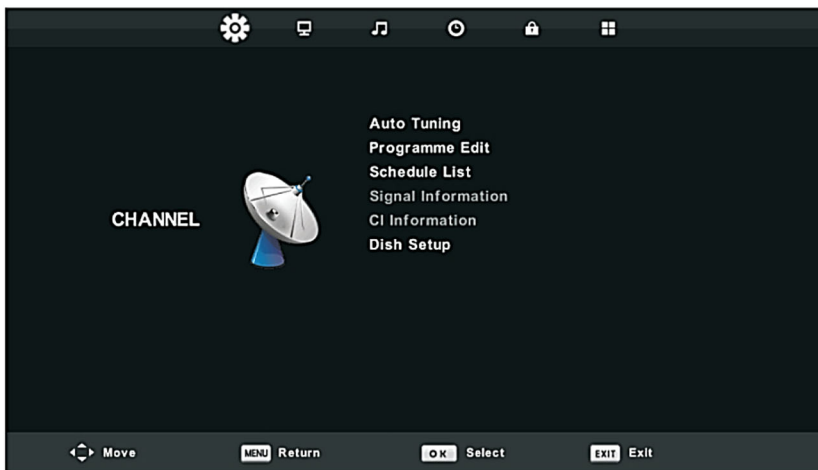 Auto Tuning
Programme Edit
Schedule List
Signal Information
CI Information
Dish Setup
CHANNEL
Move MENU Return OK Select EXIT Exit